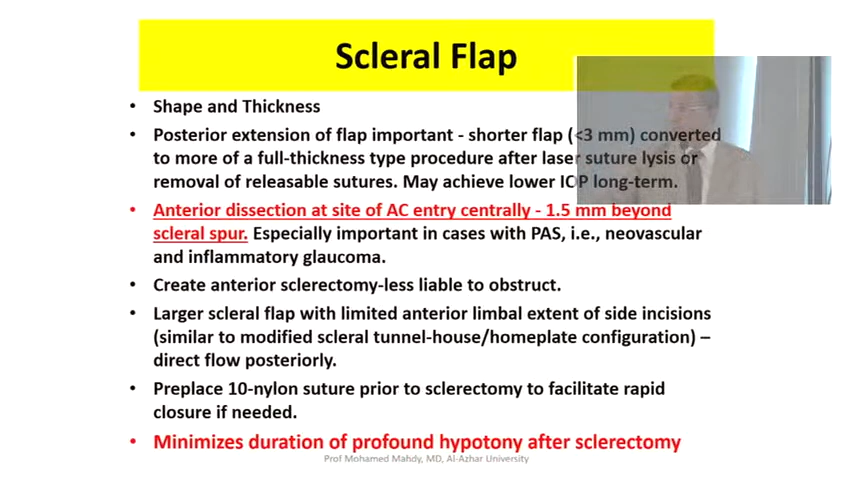 Scleral Flap
• Shape and Thickness
• Posterior extension of flap important - shorter flap (<3 mm) converted
to more of a full-thickness type procedure after laser suture lysis or
removal of releasable sutures. May achieve lower IOP long-term.
• Anterior dissection at site of AC entry centrally - 1.5 mm beyond
scleral spur. Especially important in cases with PAS, i.e., neovascular
and inflammatory glaucoma.
• Create anterior sclerectomy-less liable to obstruct.
• Larger scleral flap with limited anterior limbal extent of side incisions
(similar to modified scleral tunnel-house/homeplate configuration) –
direct flow posteriorly.
• Preplace 10-nylon suture prior to sclerectomy to facilitate rapid
closure if needed.
• Minimizes duration of profound hypotony after sclerectomy
Prof Mohamed Mahdy, MD, Al-Azhar University